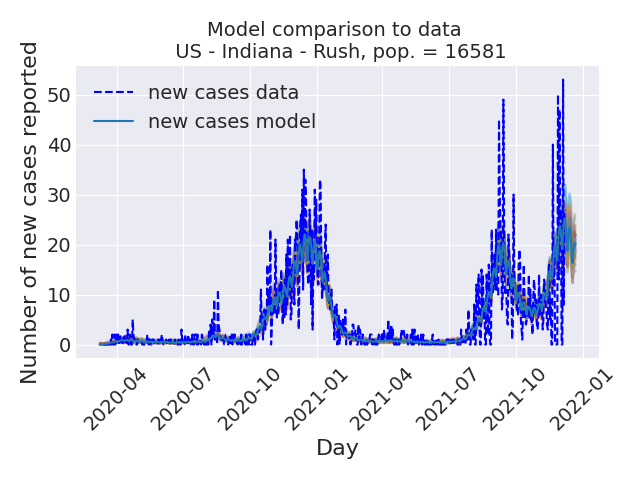 Model comparison to data
US - Indiana - Rush, pop. = 16581
new cases data
new cases model
Number of new cases reported
50
40
30
20
10
0
2020-04
2020-07
2020-10
2021-01
2021-04
2021-07
2021-10
2022-01
Day